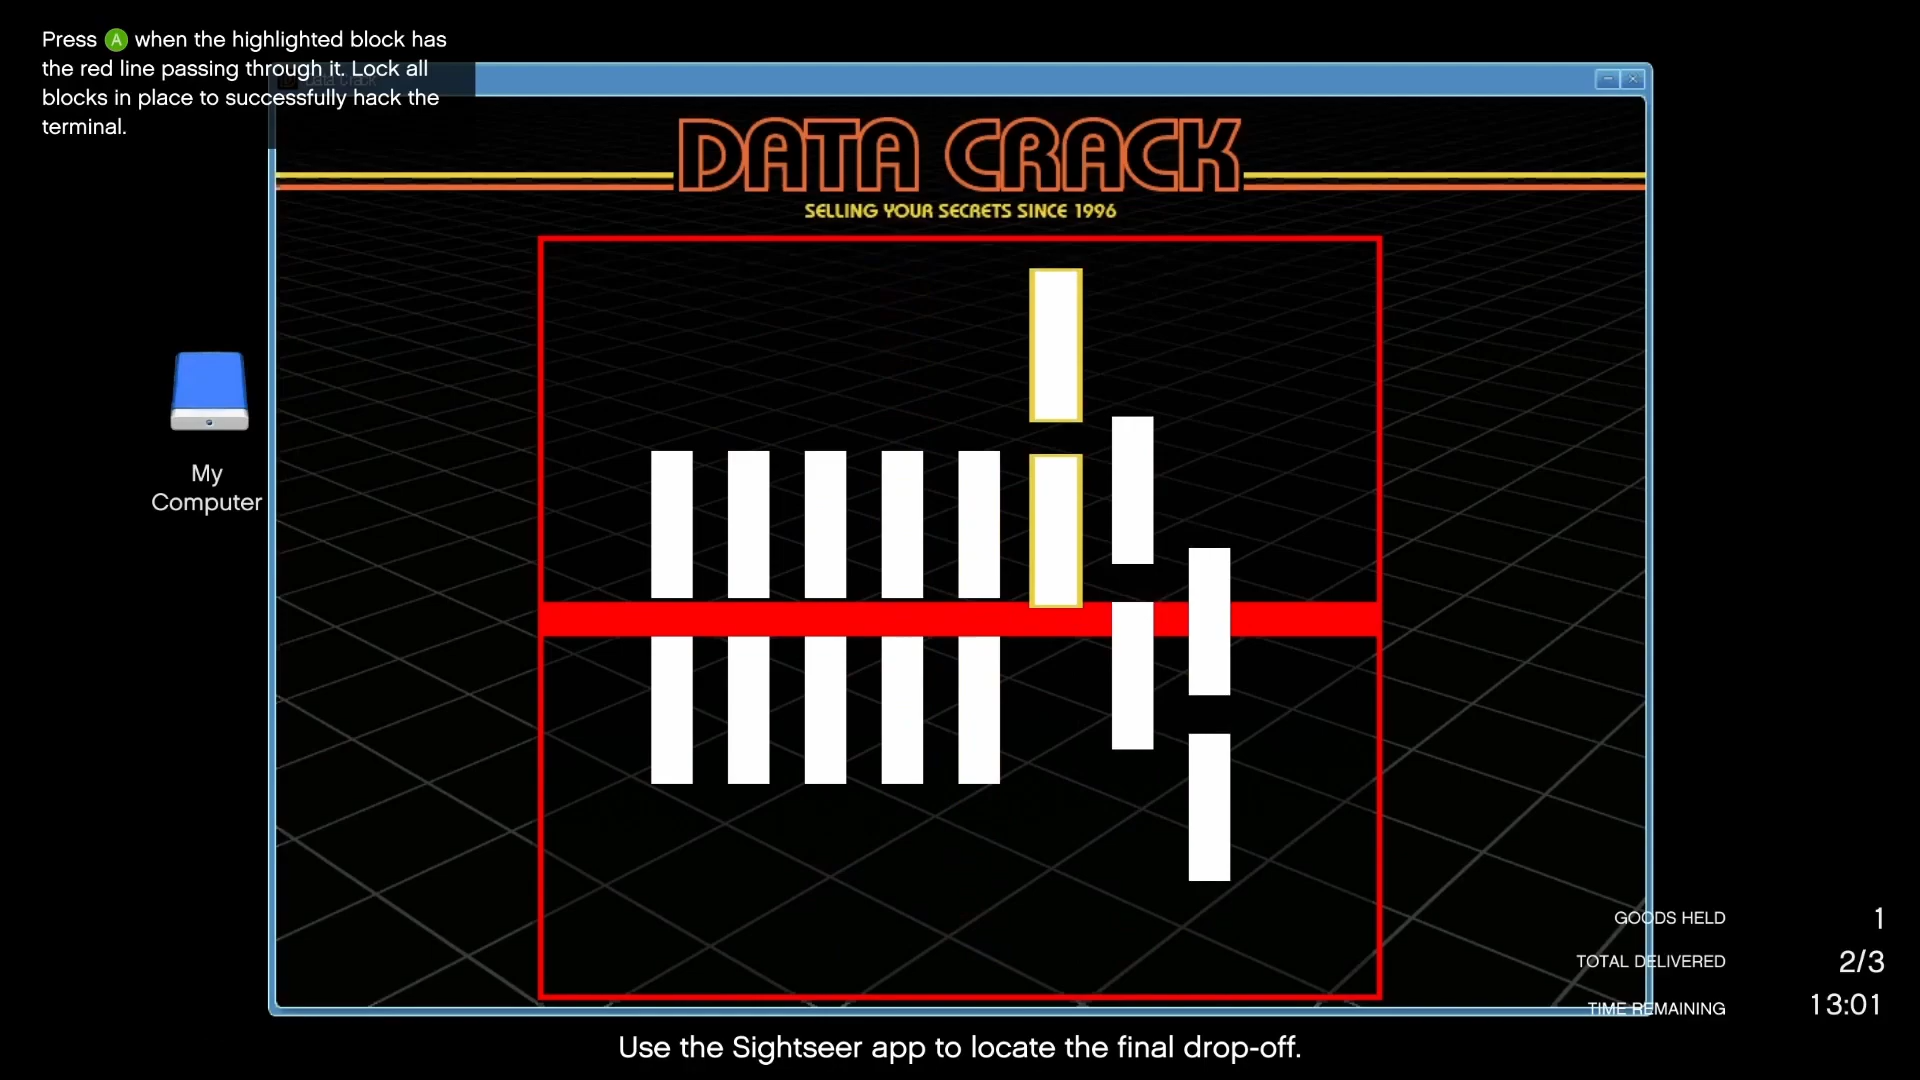 Press A when the highlighted block has
the red line passing through it. Lock all
blocks in place to successfully hack the
terminal.
DATA CRACK
SELLING YOUR SECRETS SINCE 1996
My
Computer
GOODS HELD 1
TOTAL DELIVERED 2/3
TIME REMAINING 13:01
Use the Sightseer app to locate the final drop-off.